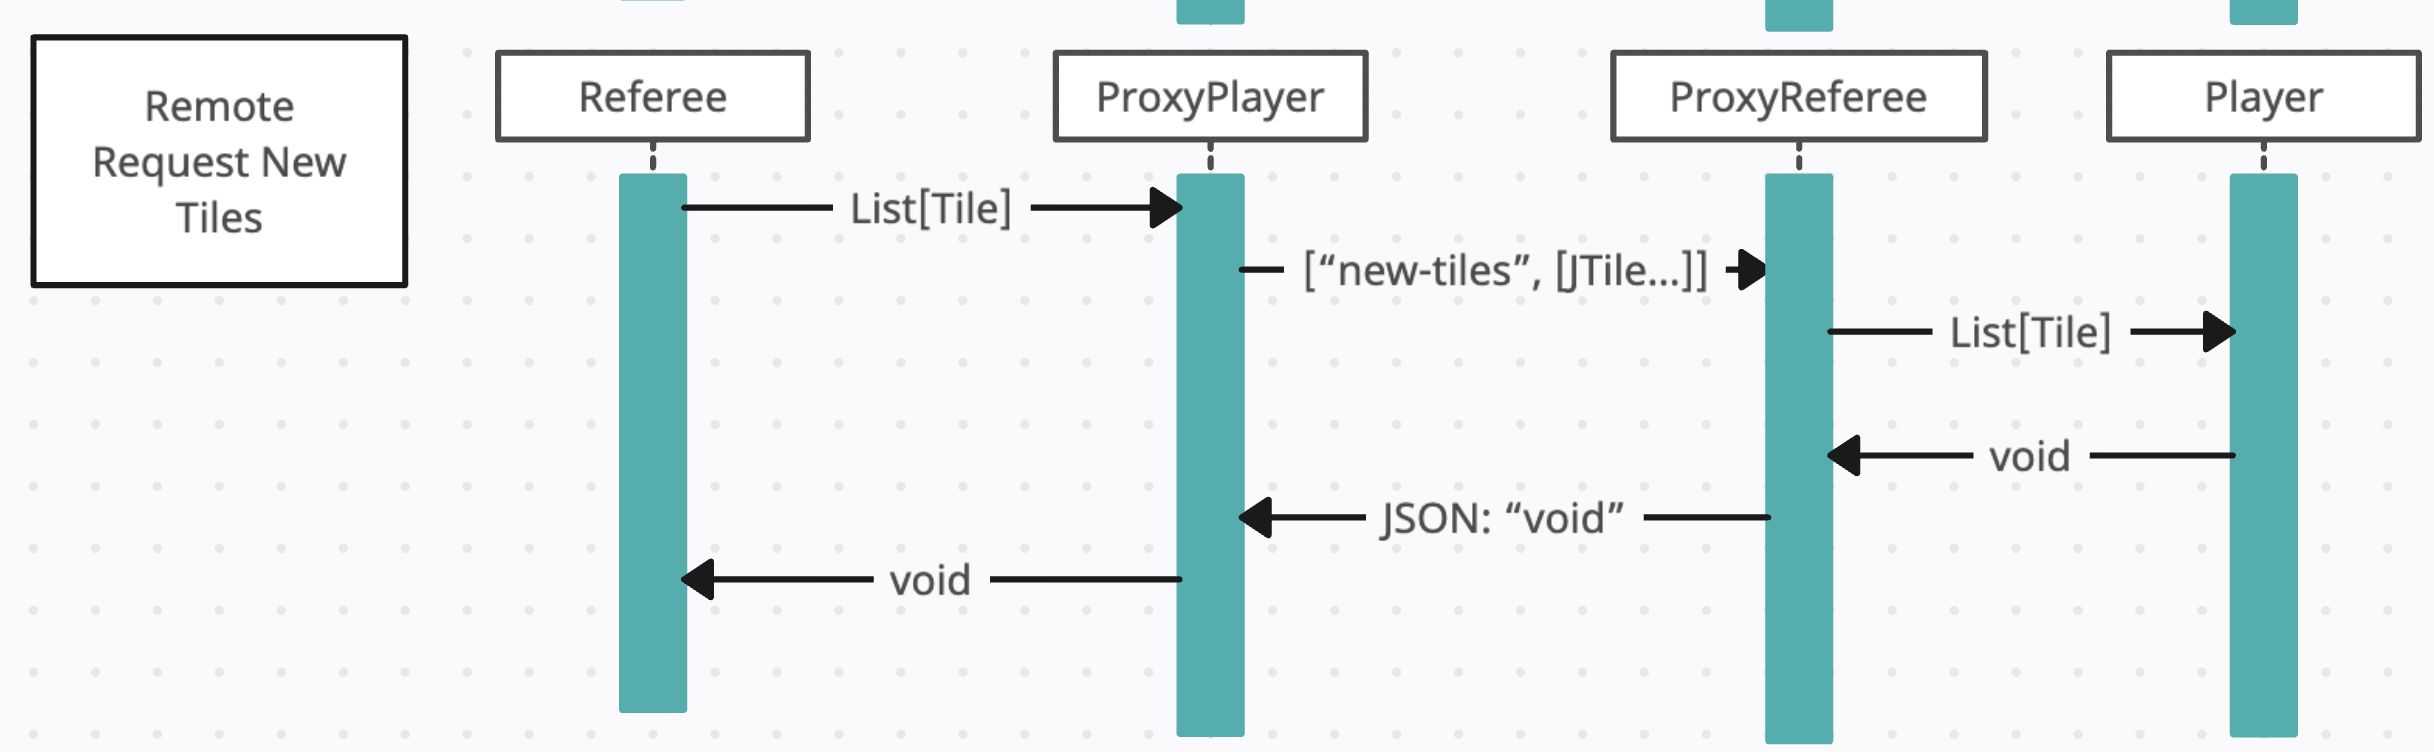 Remote
Request New
Tiles
Referee
ProxyPlayer
ProxyReferee
Player
List[Tile]
[“new-tiles”, [JTile...]]
List[Tile]
void
JSON: “void”
void